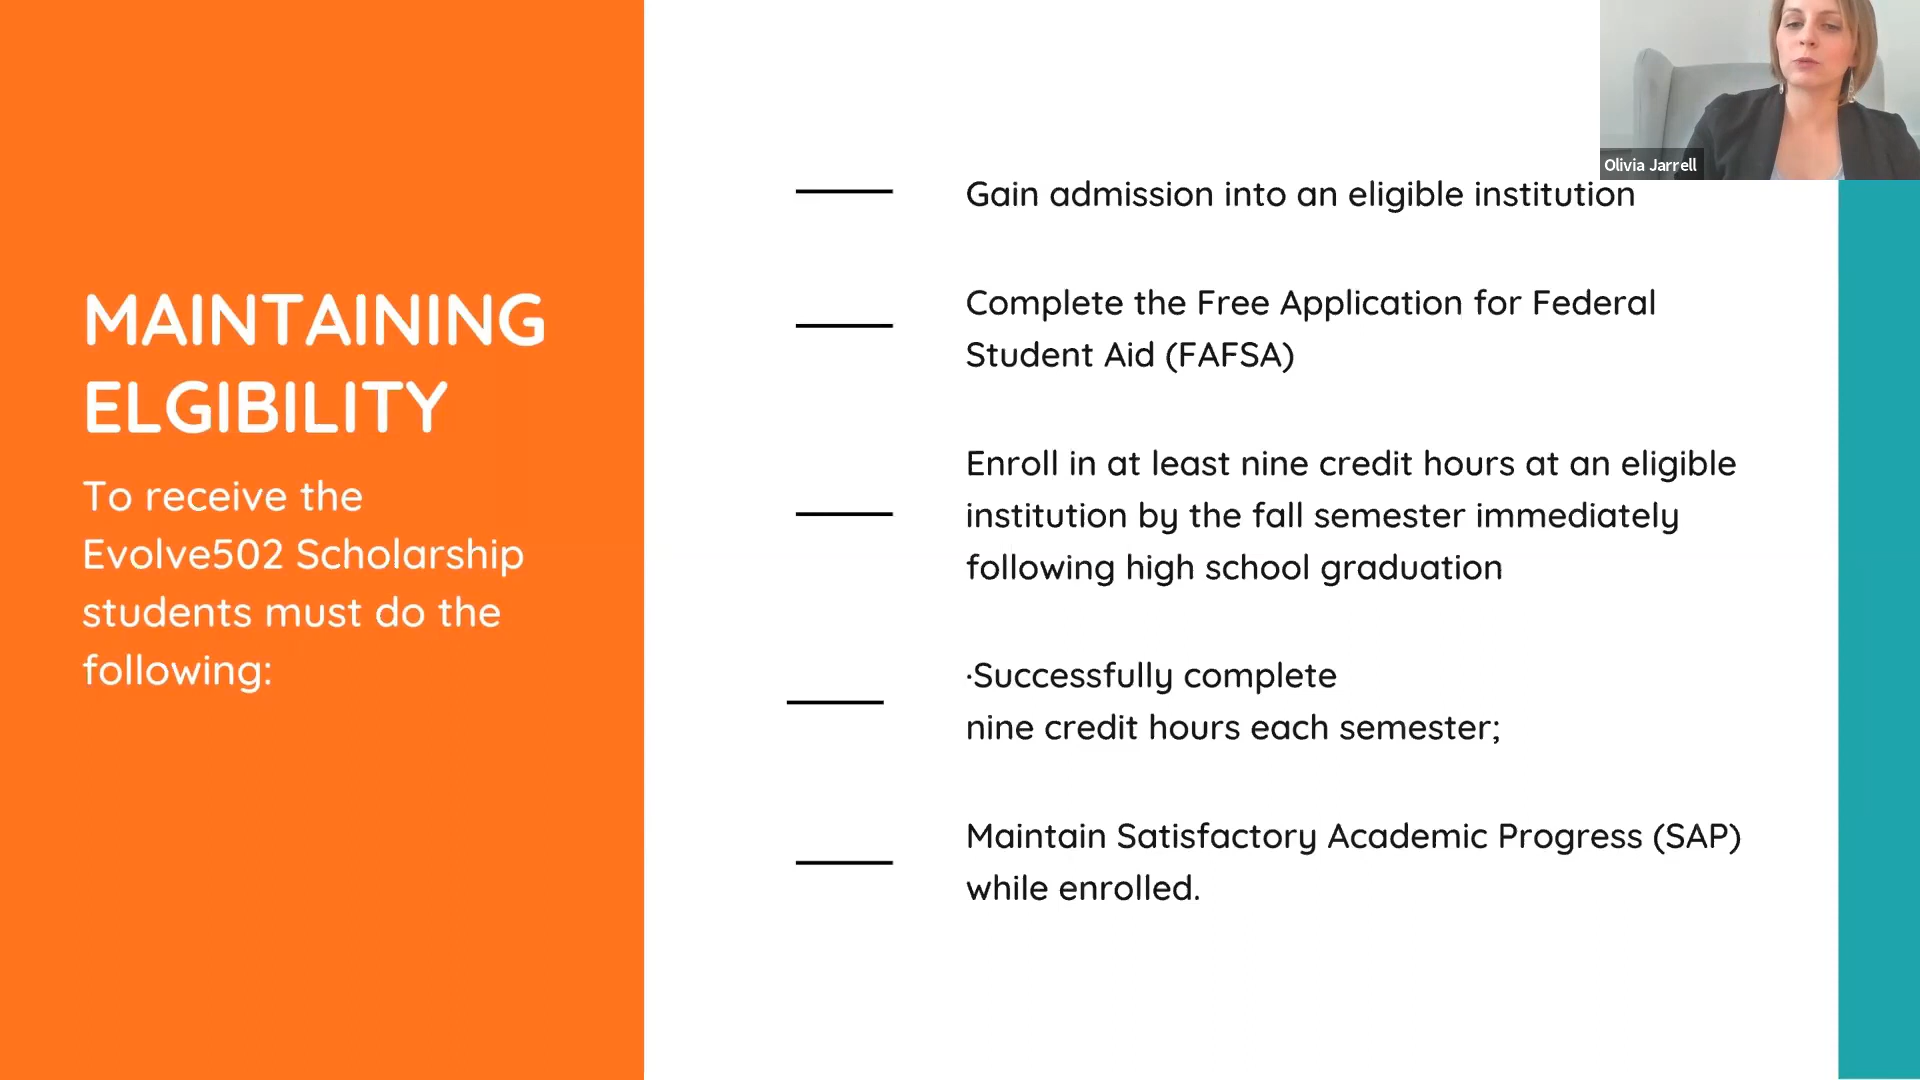 MAINTAINING
ELGIBILITY
To receive the
Evolve502 Scholarship
students must do the
following:
Gain admission into an eligible institution
Complete the Free Application for Federal
Student Aid (FAFSA)
Enroll in at least nine credit hours at an eligible
institution by the fall semester immediately
following high school graduation
·Successfully complete
nine credit hours each semester;
Maintain Satisfactory Academic Progress (SAP)
while enrolled.
Olivia Jarrell